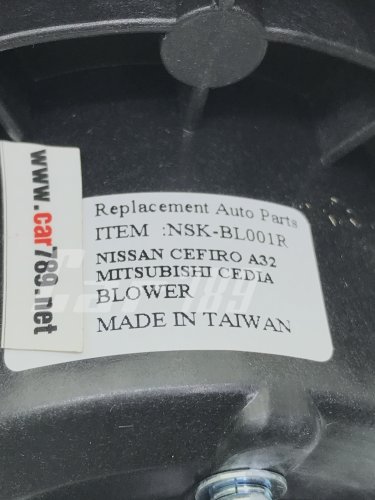 Replacement Auto Parts
ITEM :NSK-BL001R
NISSAN CEFIRO A32
MITSUBISHI CEDIA
BLOWER
MADE IN TAIWAN
www.car789.net